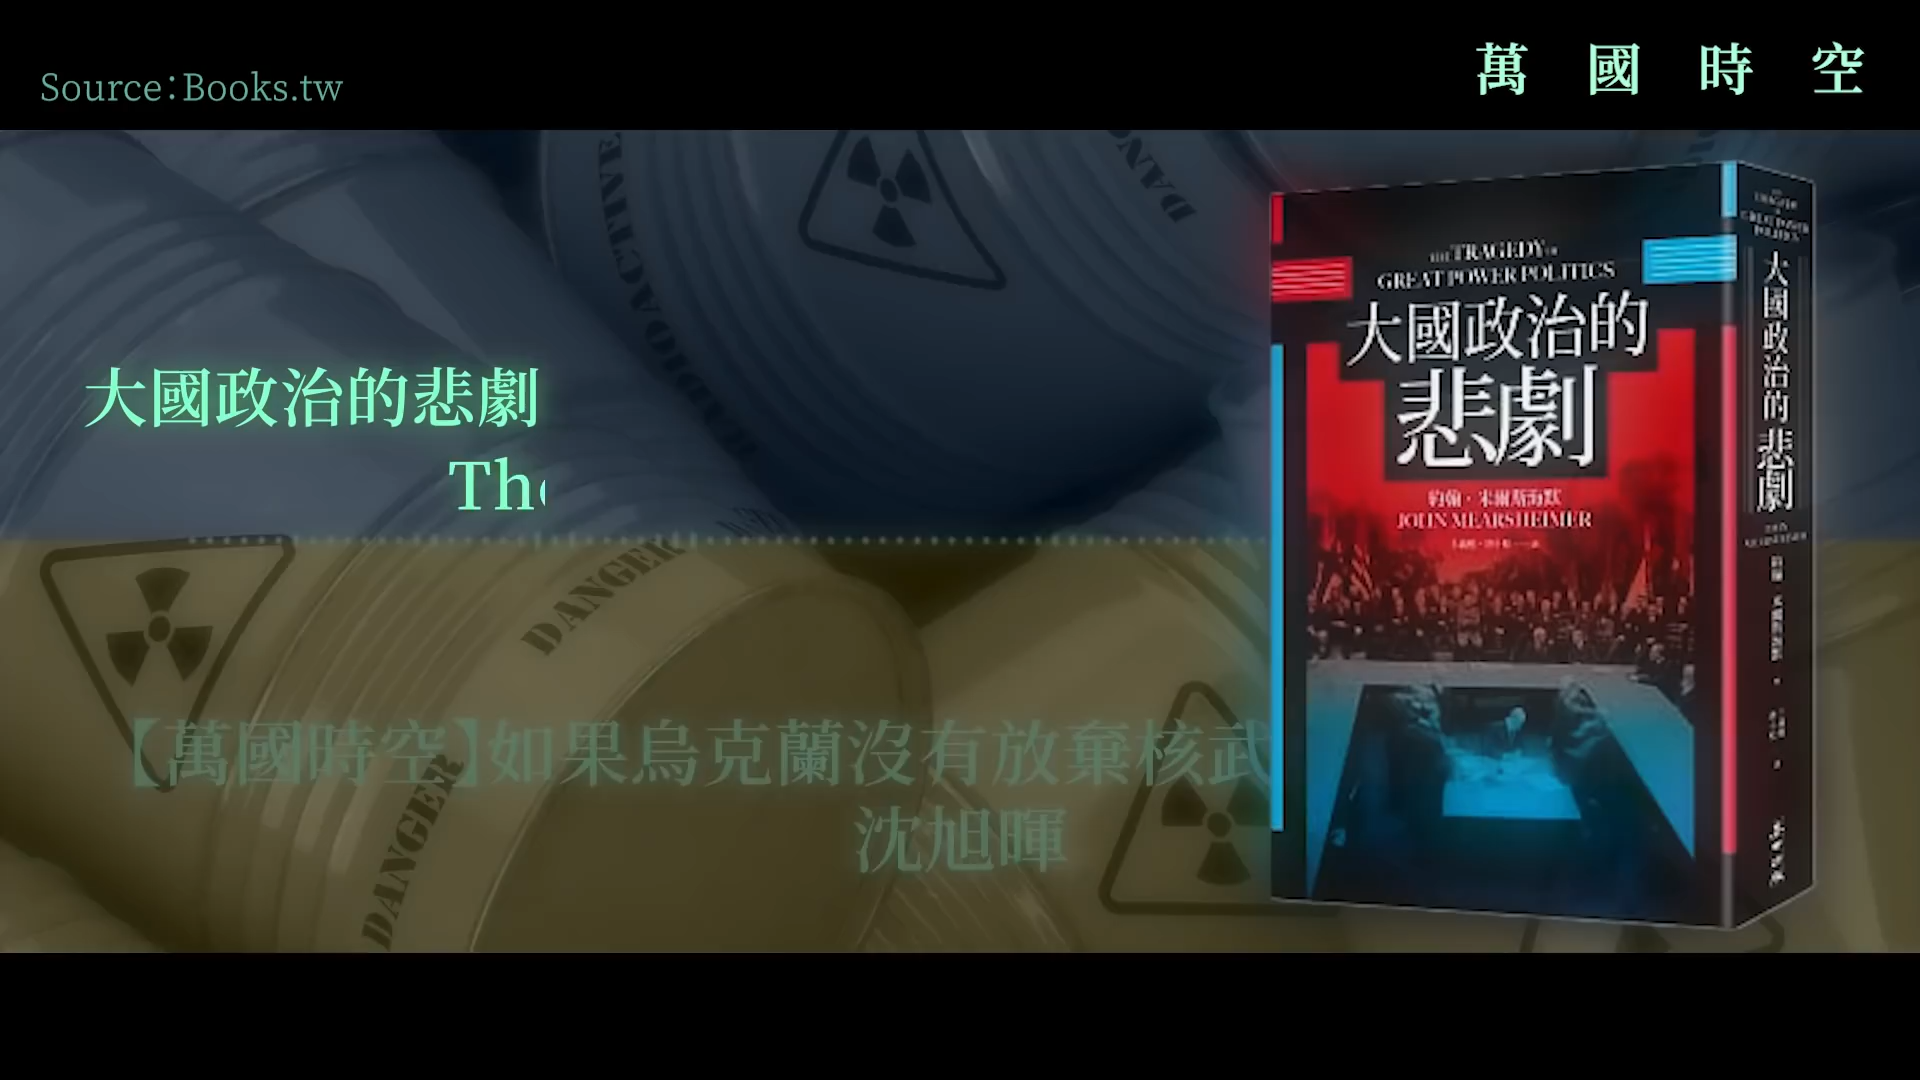 Source:Books.tw
萬國時空
大國政治的悲劇
The
【萬國時空】如果烏克蘭沒有放棄核武
沈旭暉
THE TRAGEDY OF
GREAT POWER POLITICS
大國政治的
悲劇
約翰・米爾斯海默
JOHN MEARSHEIMER
大國政治的悲劇
RADIOACTIVE
DANGER
DANGER
DANGER